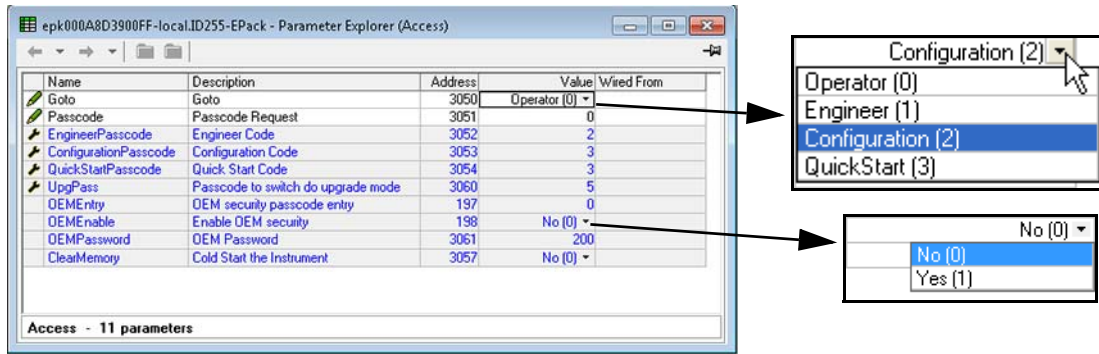 epk000A8D3900FF-local.ID255-EPack - Parameter Explorer (Access)
Name Description Address Value Wired From
Goto Goto 3050 Operator (0)
Passcode Passcode Request 3051 0
EngineerPasscode Engineer Code 3052 2
ConfigurationPasscode Configuration Code 3053 3
QuickStartPasscode Quick Start Code 3054 3
UpgPass Passcode to switch do upgrade mode 3060 5
OEMEntry OEM security passcode entry 197 0
OEMEnable Enable OEM security 198 No (0)
OEMPassword OEM Password 3061 200
ClearMemory Cold Start the Instrument 3057 No (0)
Access - 11 parameters
Configuration (2)
Operator (0)
Engineer (1)
Configuration (2)
QuickStart (3)
No (0)
No (0)
Yes (1)